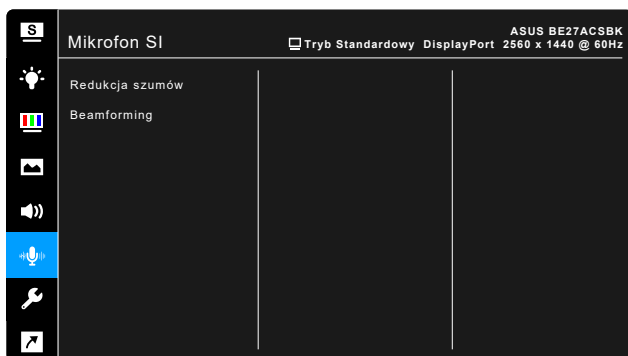 S
ASUS BE27ACSBK
Mikrofon SI
Tryb Standardowy DisplayPort 2560 x 1440 @ 60Hz
Redukcja szumów
Beamforming